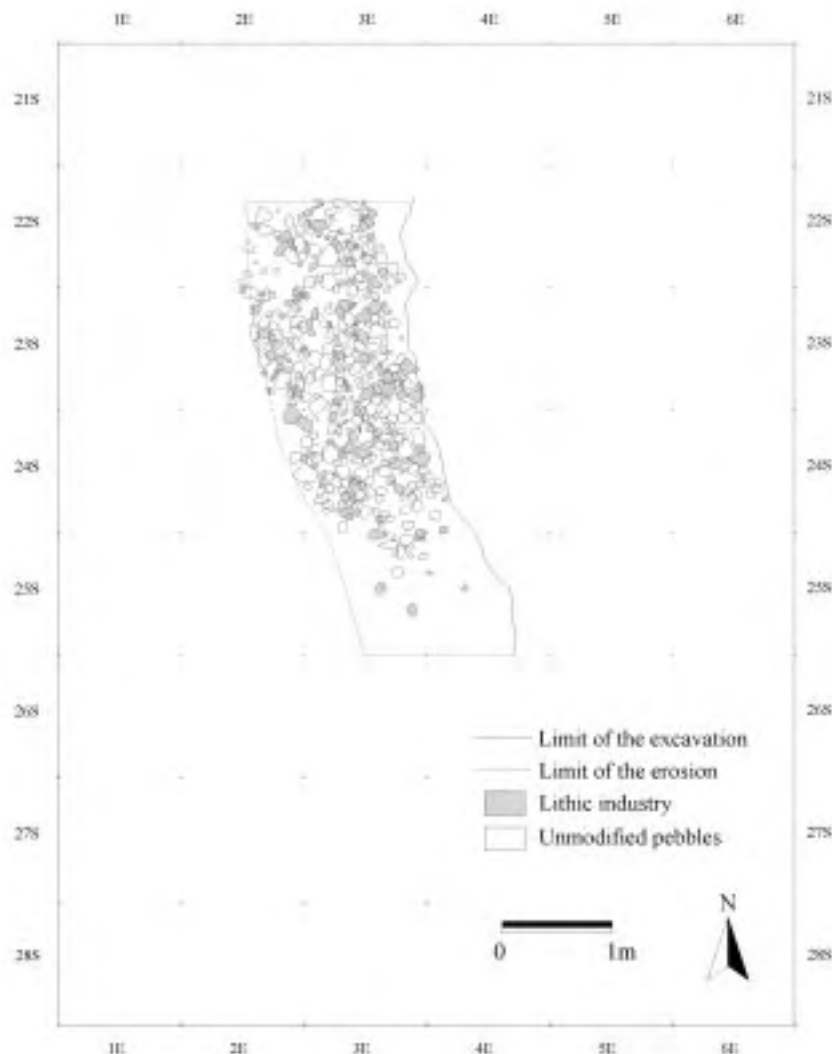 1E 2E 3E 4E 5E 6E
21S 21S
22S 22S
23S 23S
24S 24S
25S 25S
26S 26S
Limit of the excavation
Limit of the erosion
Lithic industry
Unmodified pebbles
27S 27S
N
0 1m
28S 28S
1E 2E 3E 4E 5E 6E